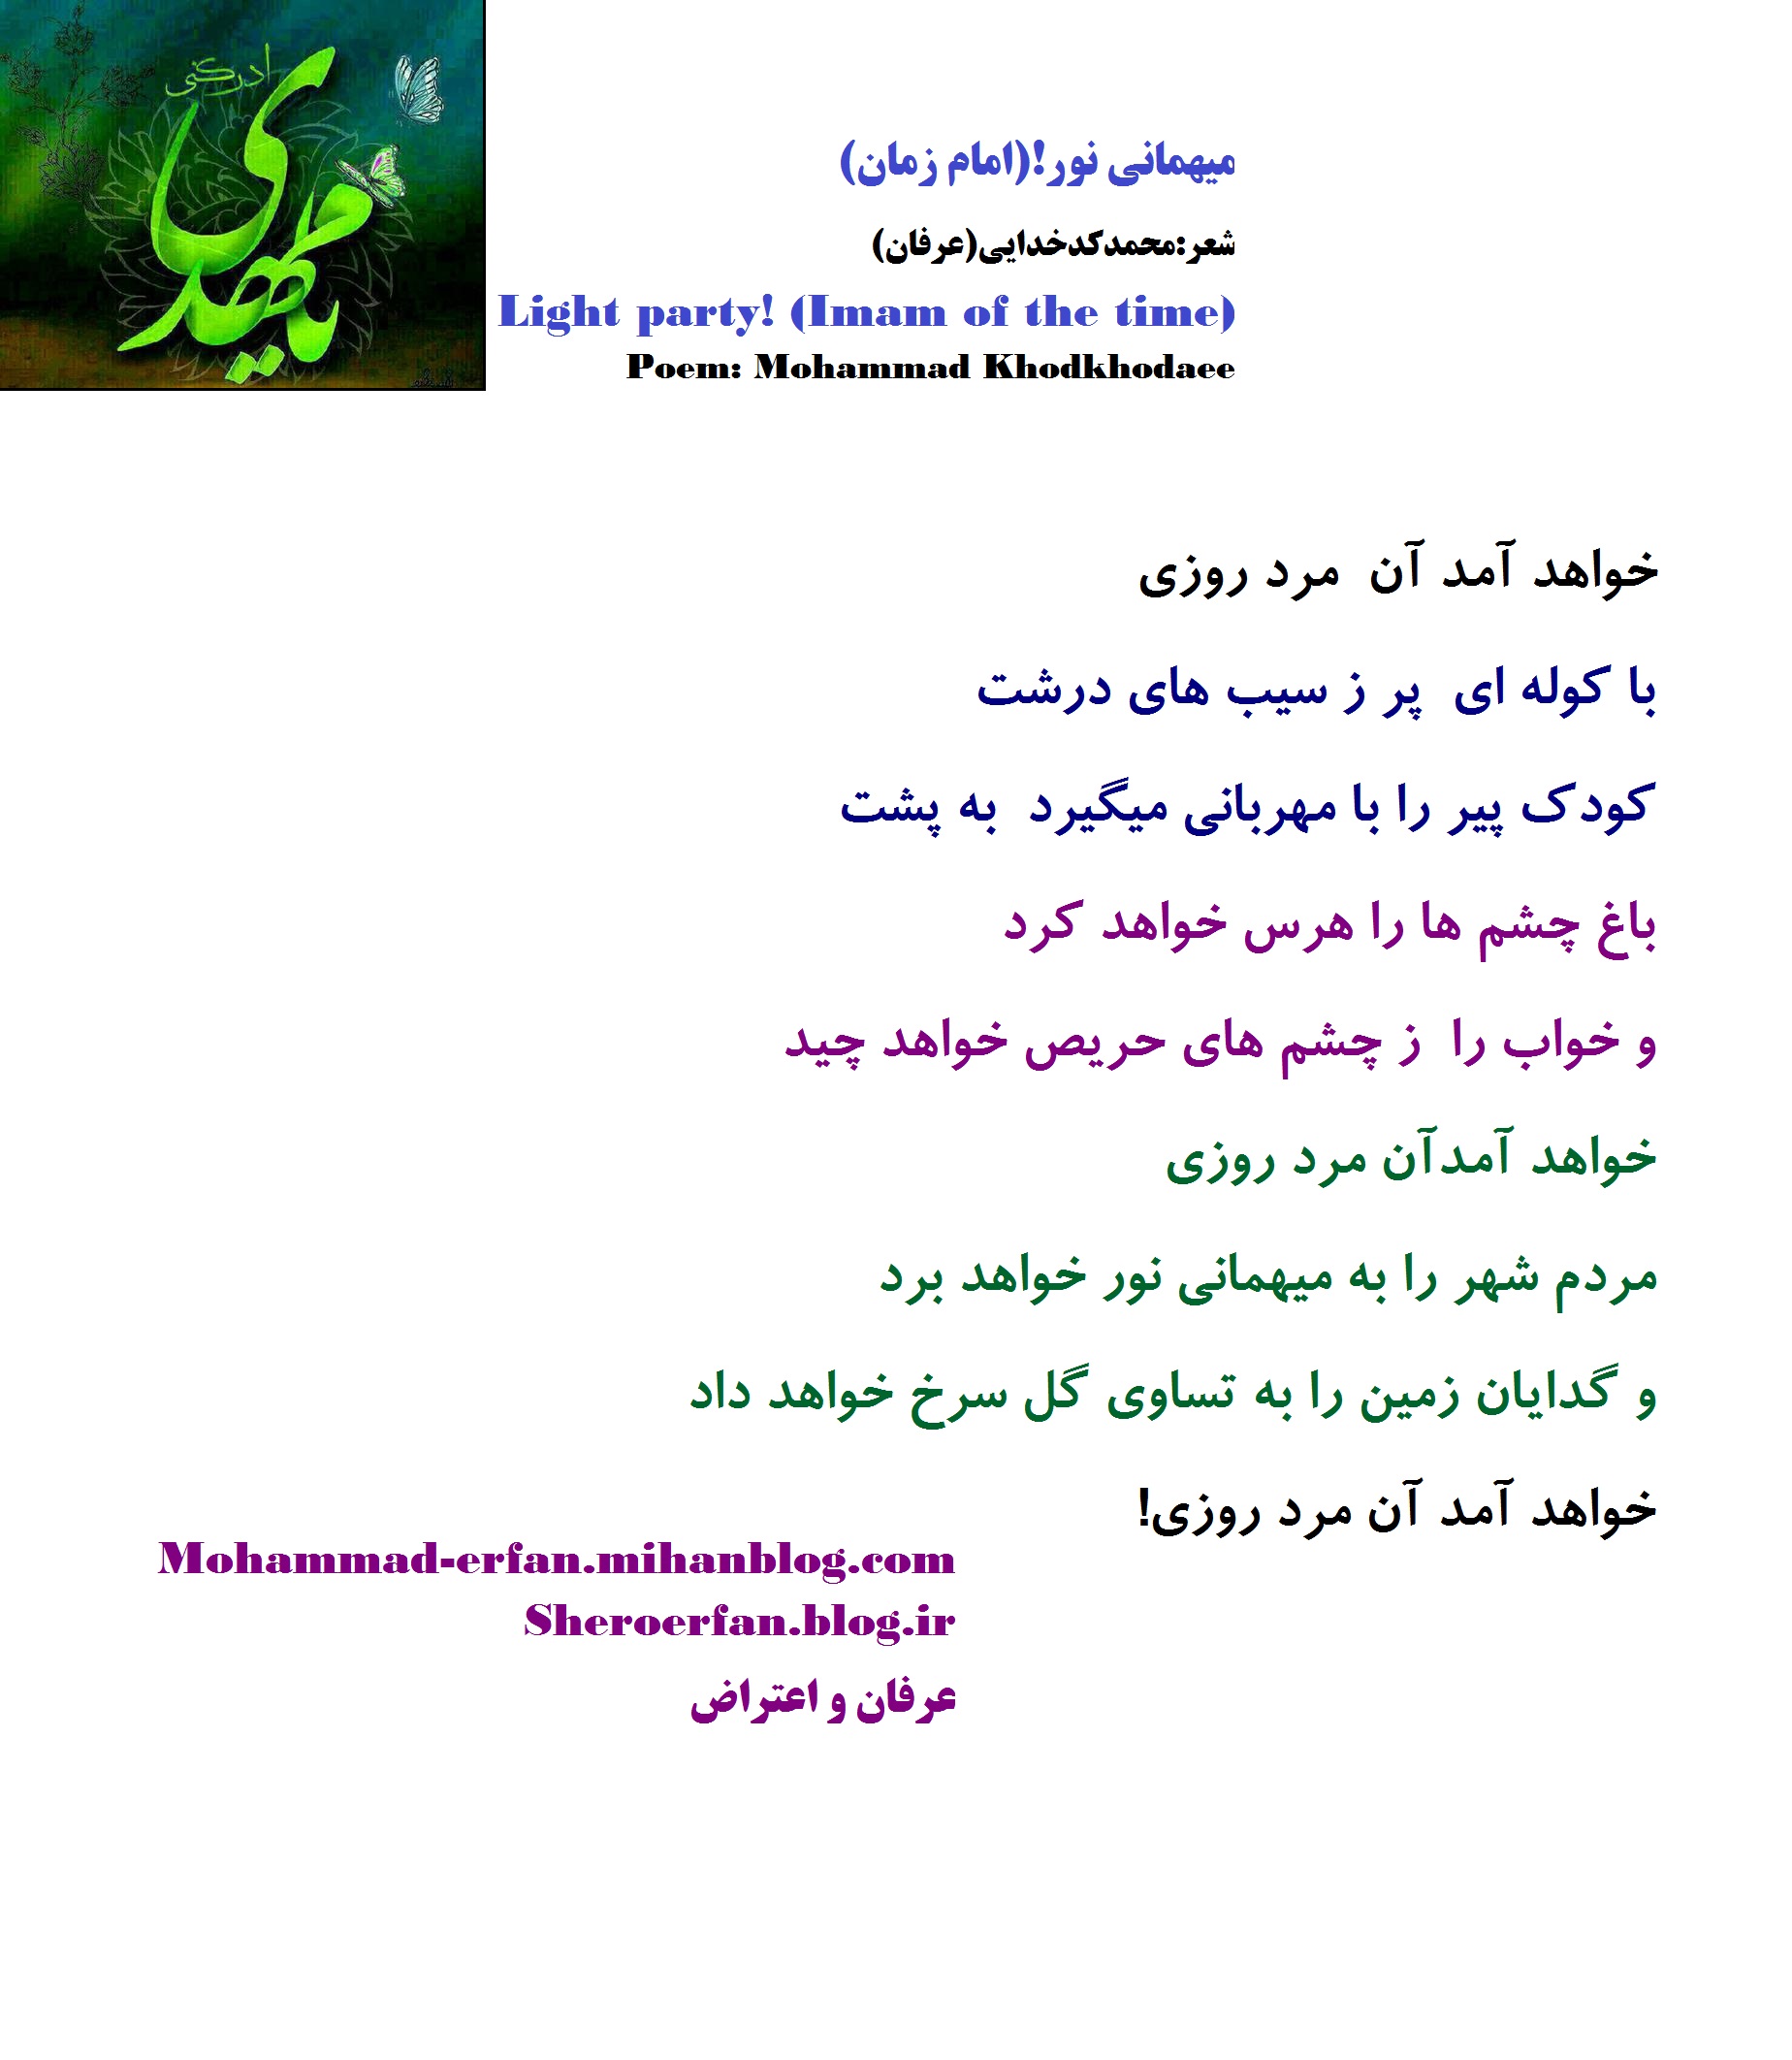 ادرکنی
یا مهدی
میهمانی نور!(امام زمان)
شعر:محمدکدخدایی(عرفان)
Light party! (Imam of the time)
Poem: Mohammad Khodkhodaee
خواهد آمد آن مرد روزی
با کوله ای پر ز سیب های درشت
کودک پیر را با مهربانی میگیرد به پشت
باغ چشم ها را هرس خواهد کرد
و خواب را ز چشم های حریص خواهد چید
خواهد آمدآن مرد روزی
مردم شهر را به میهمانی نور خواهد برد
و گدایان زمین را به تساوی گل سرخ خواهد داد
خواهد آمد آن مرد روزی!
Mohammad-erfan.mihanblog.com
Sheroerfan.blog.ir
عرفان و اعتراض